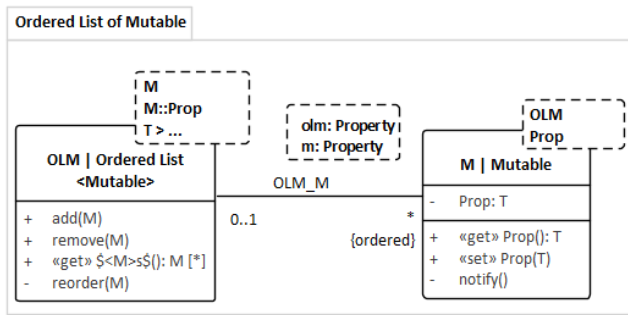 Ordered List of Mutable
M
M::Prop
T > ...
OLM | Ordered List
<Mutable>
+ add(M)
+ remove(M)
+ «get» $<M>s$(): M [*]
- reorder(M)
olm: Property
m: Property
OLM_M
0..1
*
{ordered}
OLM
Prop
M | Mutable
- Prop: T
+ «get» Prop(): T
+ «set» Prop(T)
- notify()